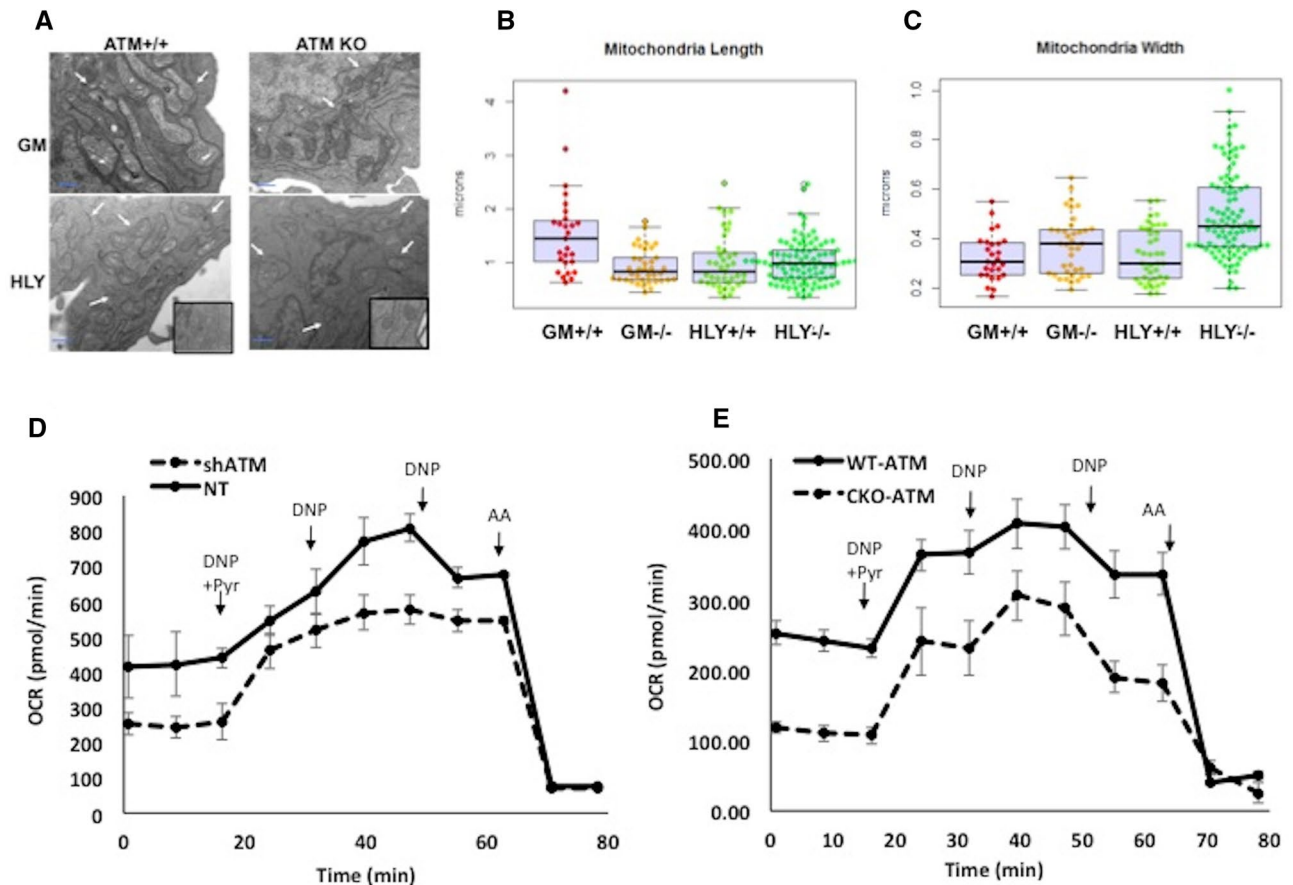 A
ATM+/+
ATM KO
GM
HLY
B
Mitochondria Length
microns
4
3
2
1
GM+/+ GM-/- HLY+/+ HLY-/-
C
Mitochondria Width
microns
1.0
0.8
0.6
0.4
0.2
GM+/+ GM-/- HLY+/+ HLY-/-
D
shATM
NT
DNP
+Pyr
DNP
DNP
AA
OCR (pmol/min)
900
800
700
600
500
400
300
200
100
0
0 20 40 60 80
Time (min)
E
WT-ATM
CKO-ATM
DNP
+Pyr
DNP
DNP
AA
OCR (pmol/min)
500.00
400.00
300.00
200.00
100.00
0.00
0 10 20 30 40 50 60 70 80
Time (min)